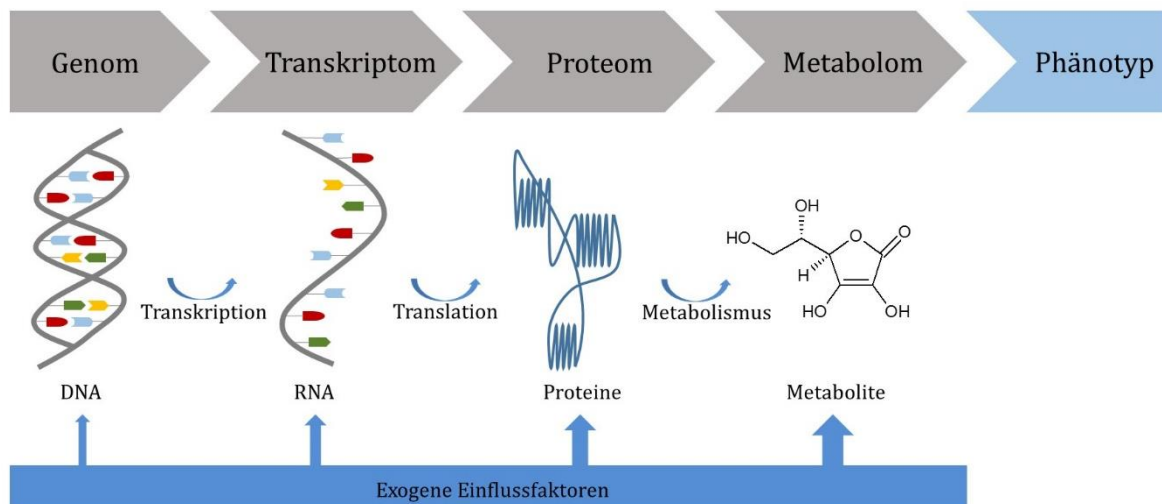 Genom
Transkriptom
Proteom
Metabolom
Phänotyp
OH
O
O
HO
H
HO
OH
Transkription
Translation
Metabolismus
DNA
RNA
Proteine
Metabolite
Exogene Einflussfaktoren